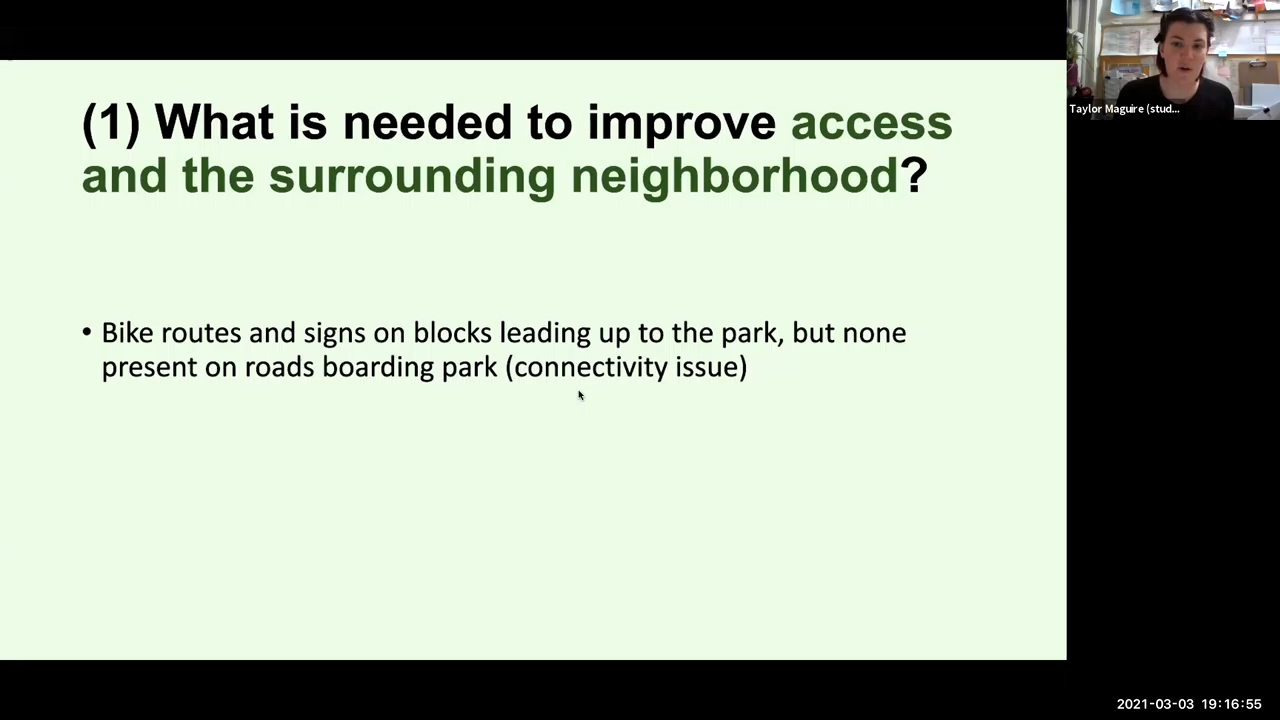 (1) What is needed to improve access
and the surrounding neighborhood?
• Bike routes and signs on blocks leading up to the park, but none
present on roads boarding park (connectivity issue)
Taylor Maguire (stud...
2021-03-03 19:16:55